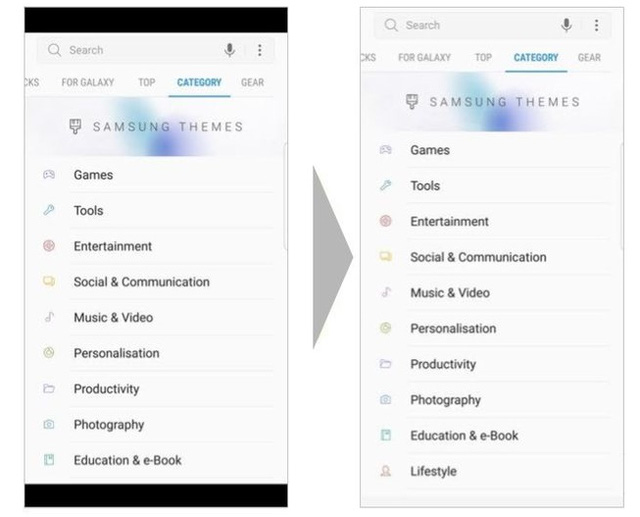 Search
CKS FOR GALAXY TOP CATEGORY GEAR
SAMSUNG THEMES
Games
Tools
Entertainment
Social & Communication
Music & Video
Personalisation
Productivity
Photography
Education & e-Book
Search
CKS FOR GALAXY TOP CATEGORY GEAR
SAMSUNG THEMES
Games
Tools
Entertainment
Social & Communication
Music & Video
Personalisation
Productivity
Photography
Education & e-Book
Lifestyle